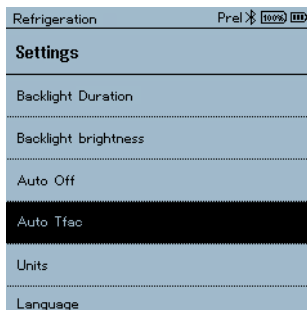 Refrigeration Prel 100%
Settings
Backlight Duration
Backlight brightness
Auto Off
Auto Tfac
Units
Language